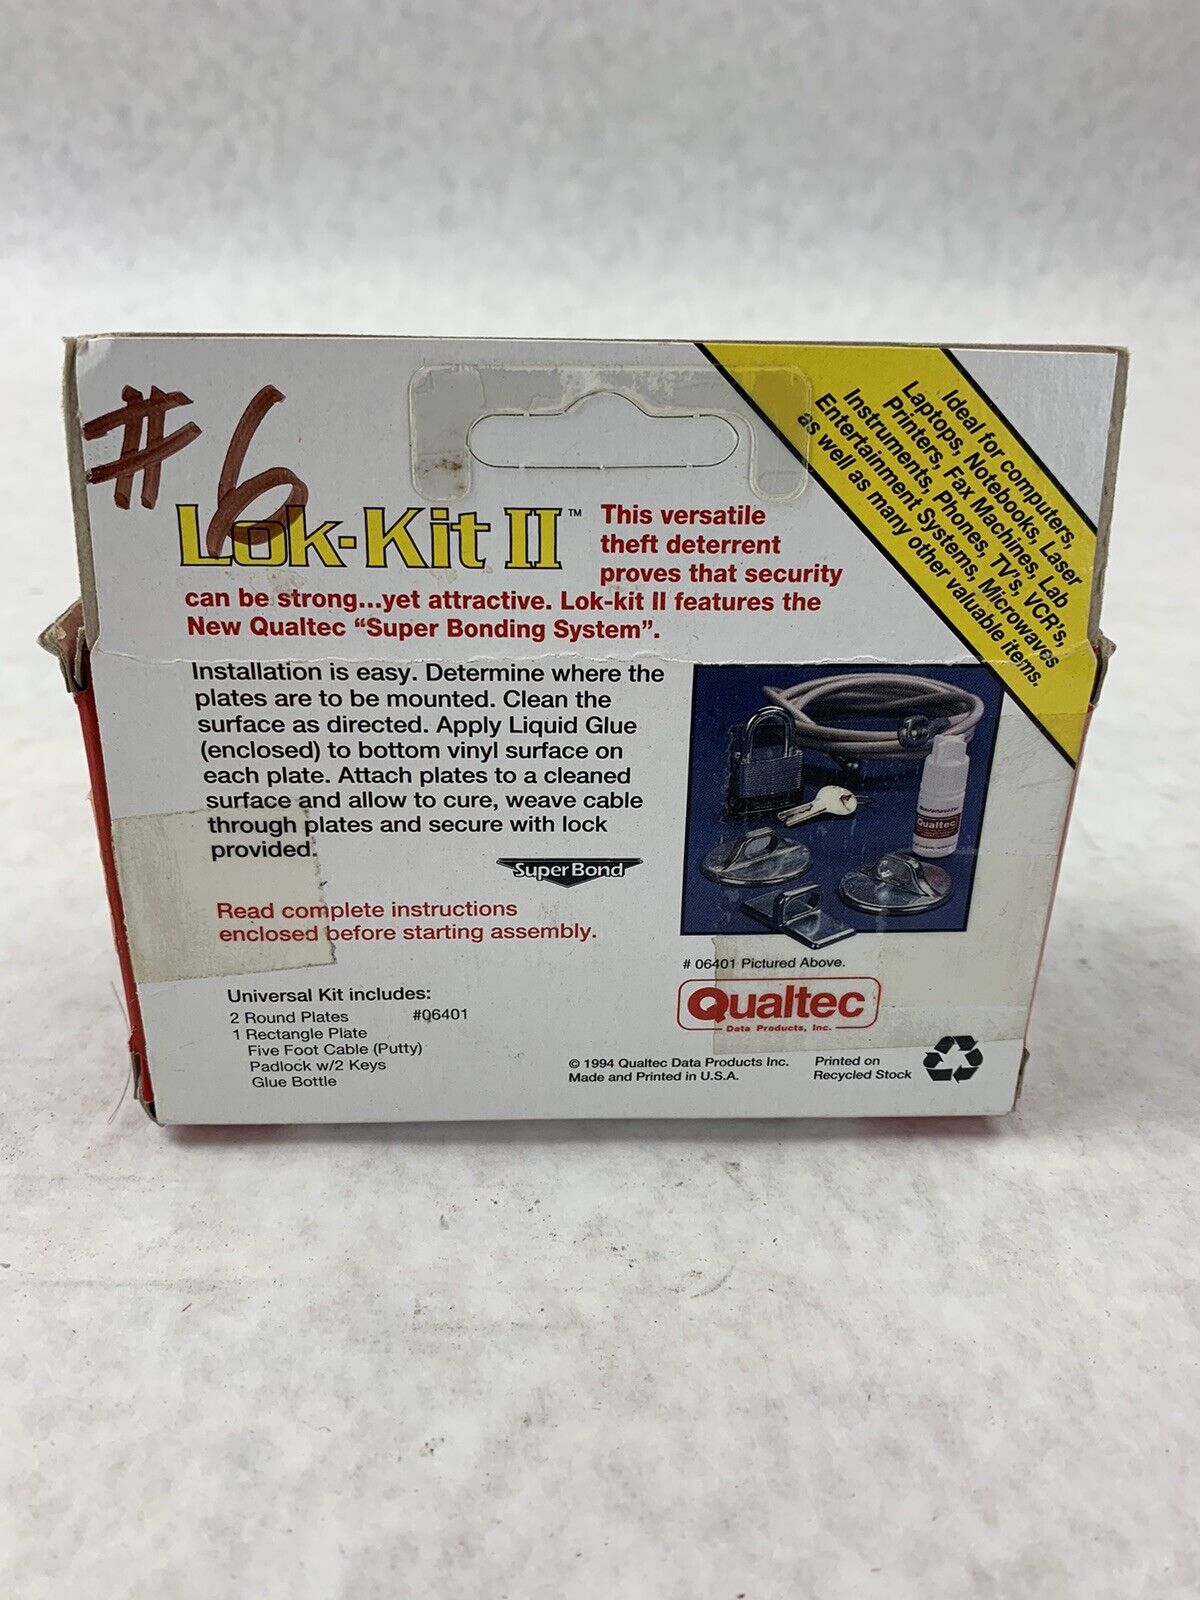 #6
Lok-Kit II™
This versatile
theft deterrent
proves that security
can be strong...yet attractive. Lok-kit II features the
New Qualtec "Super Bonding System".
Ideal for computers,
Laptops, Notebooks, Laser
Printers, Fax Machines, Lab
Instruments, Phones, TV's, VCR's,
Entertainment Systems, Microwaves
as well as many other valuable items.
Installation is easy. Determine where the
plates are to be mounted. Clean the
surface as directed. Apply Liquid Glue
(enclosed) to bottom vinyl surface on
each plate. Attach plates to a cleaned
surface and allow to cure, weave cable
through plates and secure with lock
provided.
Super Bond
Read complete instructions
enclosed before starting assembly.
Qualtec
# 06401 Pictured Above.
Qualtec
Data Products, Inc.
Universal Kit includes:
2 Round Plates #06401
1 Rectangle Plate
Five Foot Cable (Putty)
Padlock w/2 Keys
Glue Bottle
© 1994 Qualtec Data Products Inc.
Made and Printed in U.S.A.
Printed on
Recycled Stock